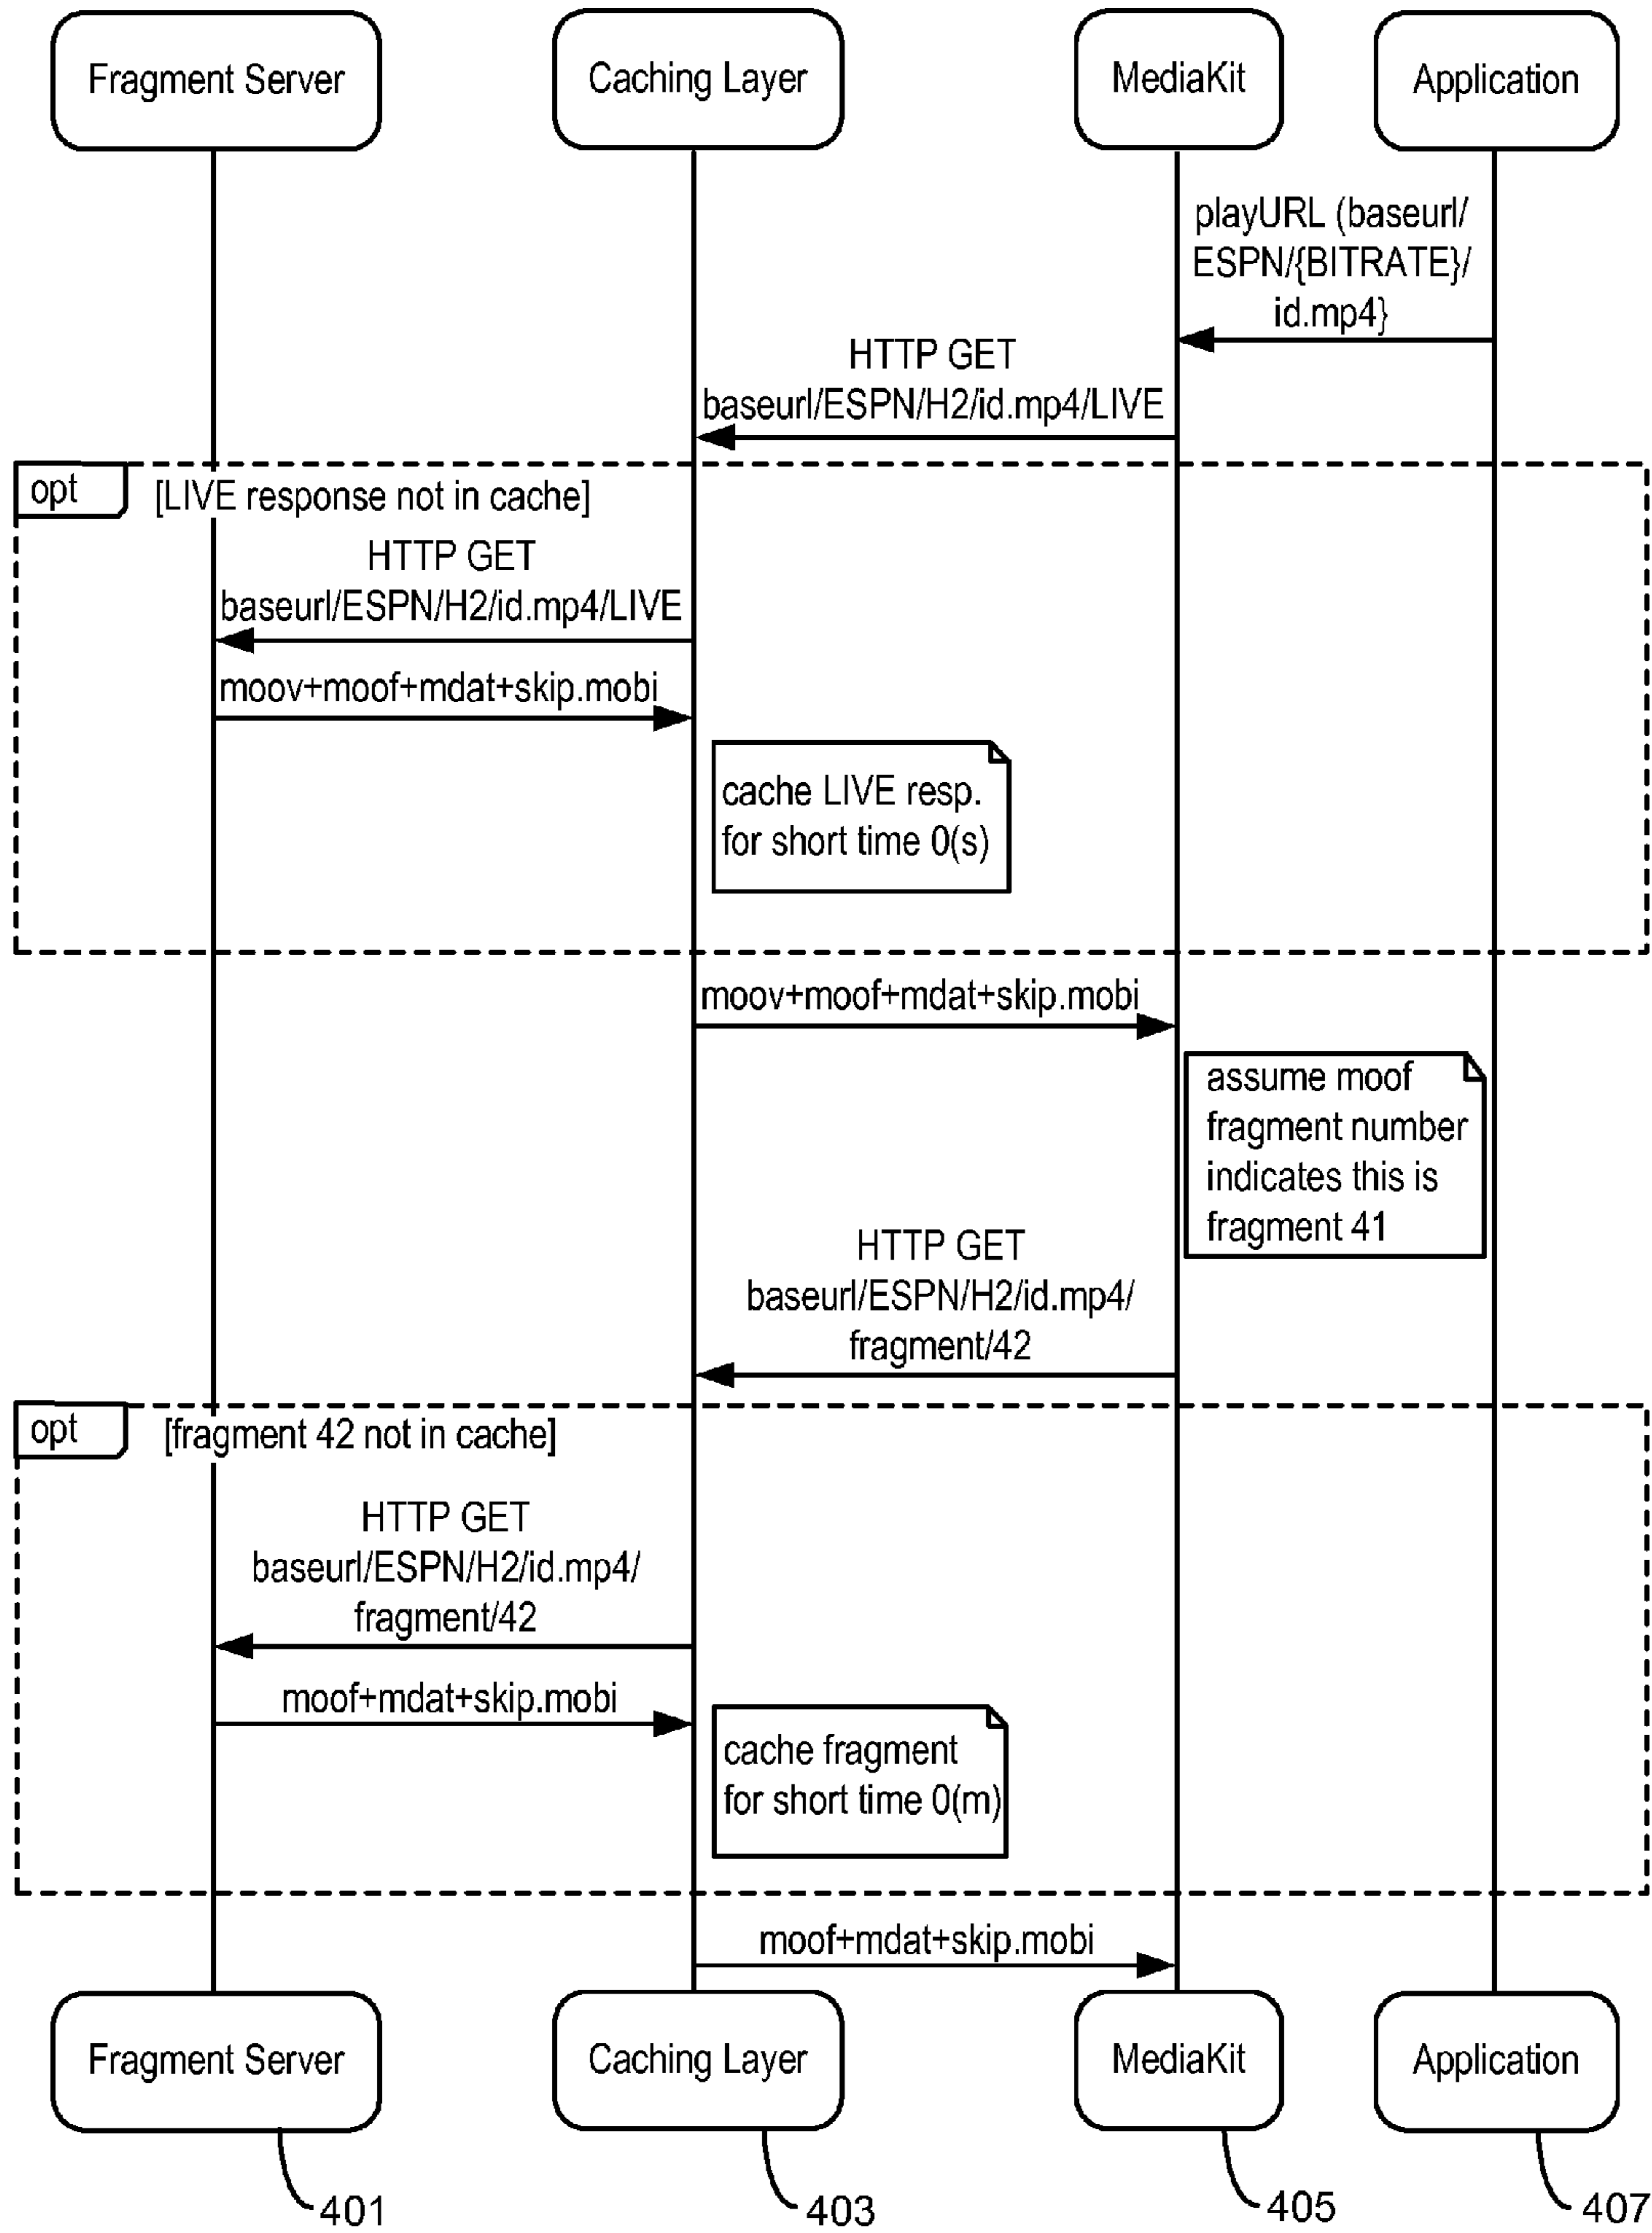 Fragment Server
Caching Layer
MediaKit
Application
playURL (baseurl/
ESPN/{BITRATE}/
id.mp4}
HTTP GET
baseurl/ESPN/H2/id.mp4/LIVE
opt
[LIVE response not in cache]
HTTP GET
baseurl/ESPN/H2/id.mp4/LIVE
moov+moof+mdat+skip.mobi
cache LIVE resp.
for short time 0(s)
moov+moof+mdat+skip.mobi
assume moof
fragment number
indicates this is
fragment 41
HTTP GET
baseurl/ESPN/H2/id.mp4/
fragment/42
opt
[fragment 42 not in cache]
HTTP GET
baseurl/ESPN/H2/id.mp4/
fragment/42
moof+mdat+skip.mobi
cache fragment
for short time 0(m)
moof+mdat+skip.mobi
Fragment Server
Caching Layer
MediaKit
Application
401
403
405
407